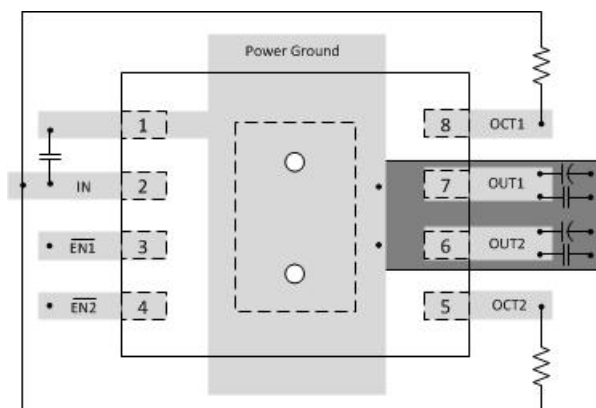 Power Ground
1
8 OCT1
IN 2
7 OUT1
EN1 3
6 OUT2
EN2 4
5 OCT2